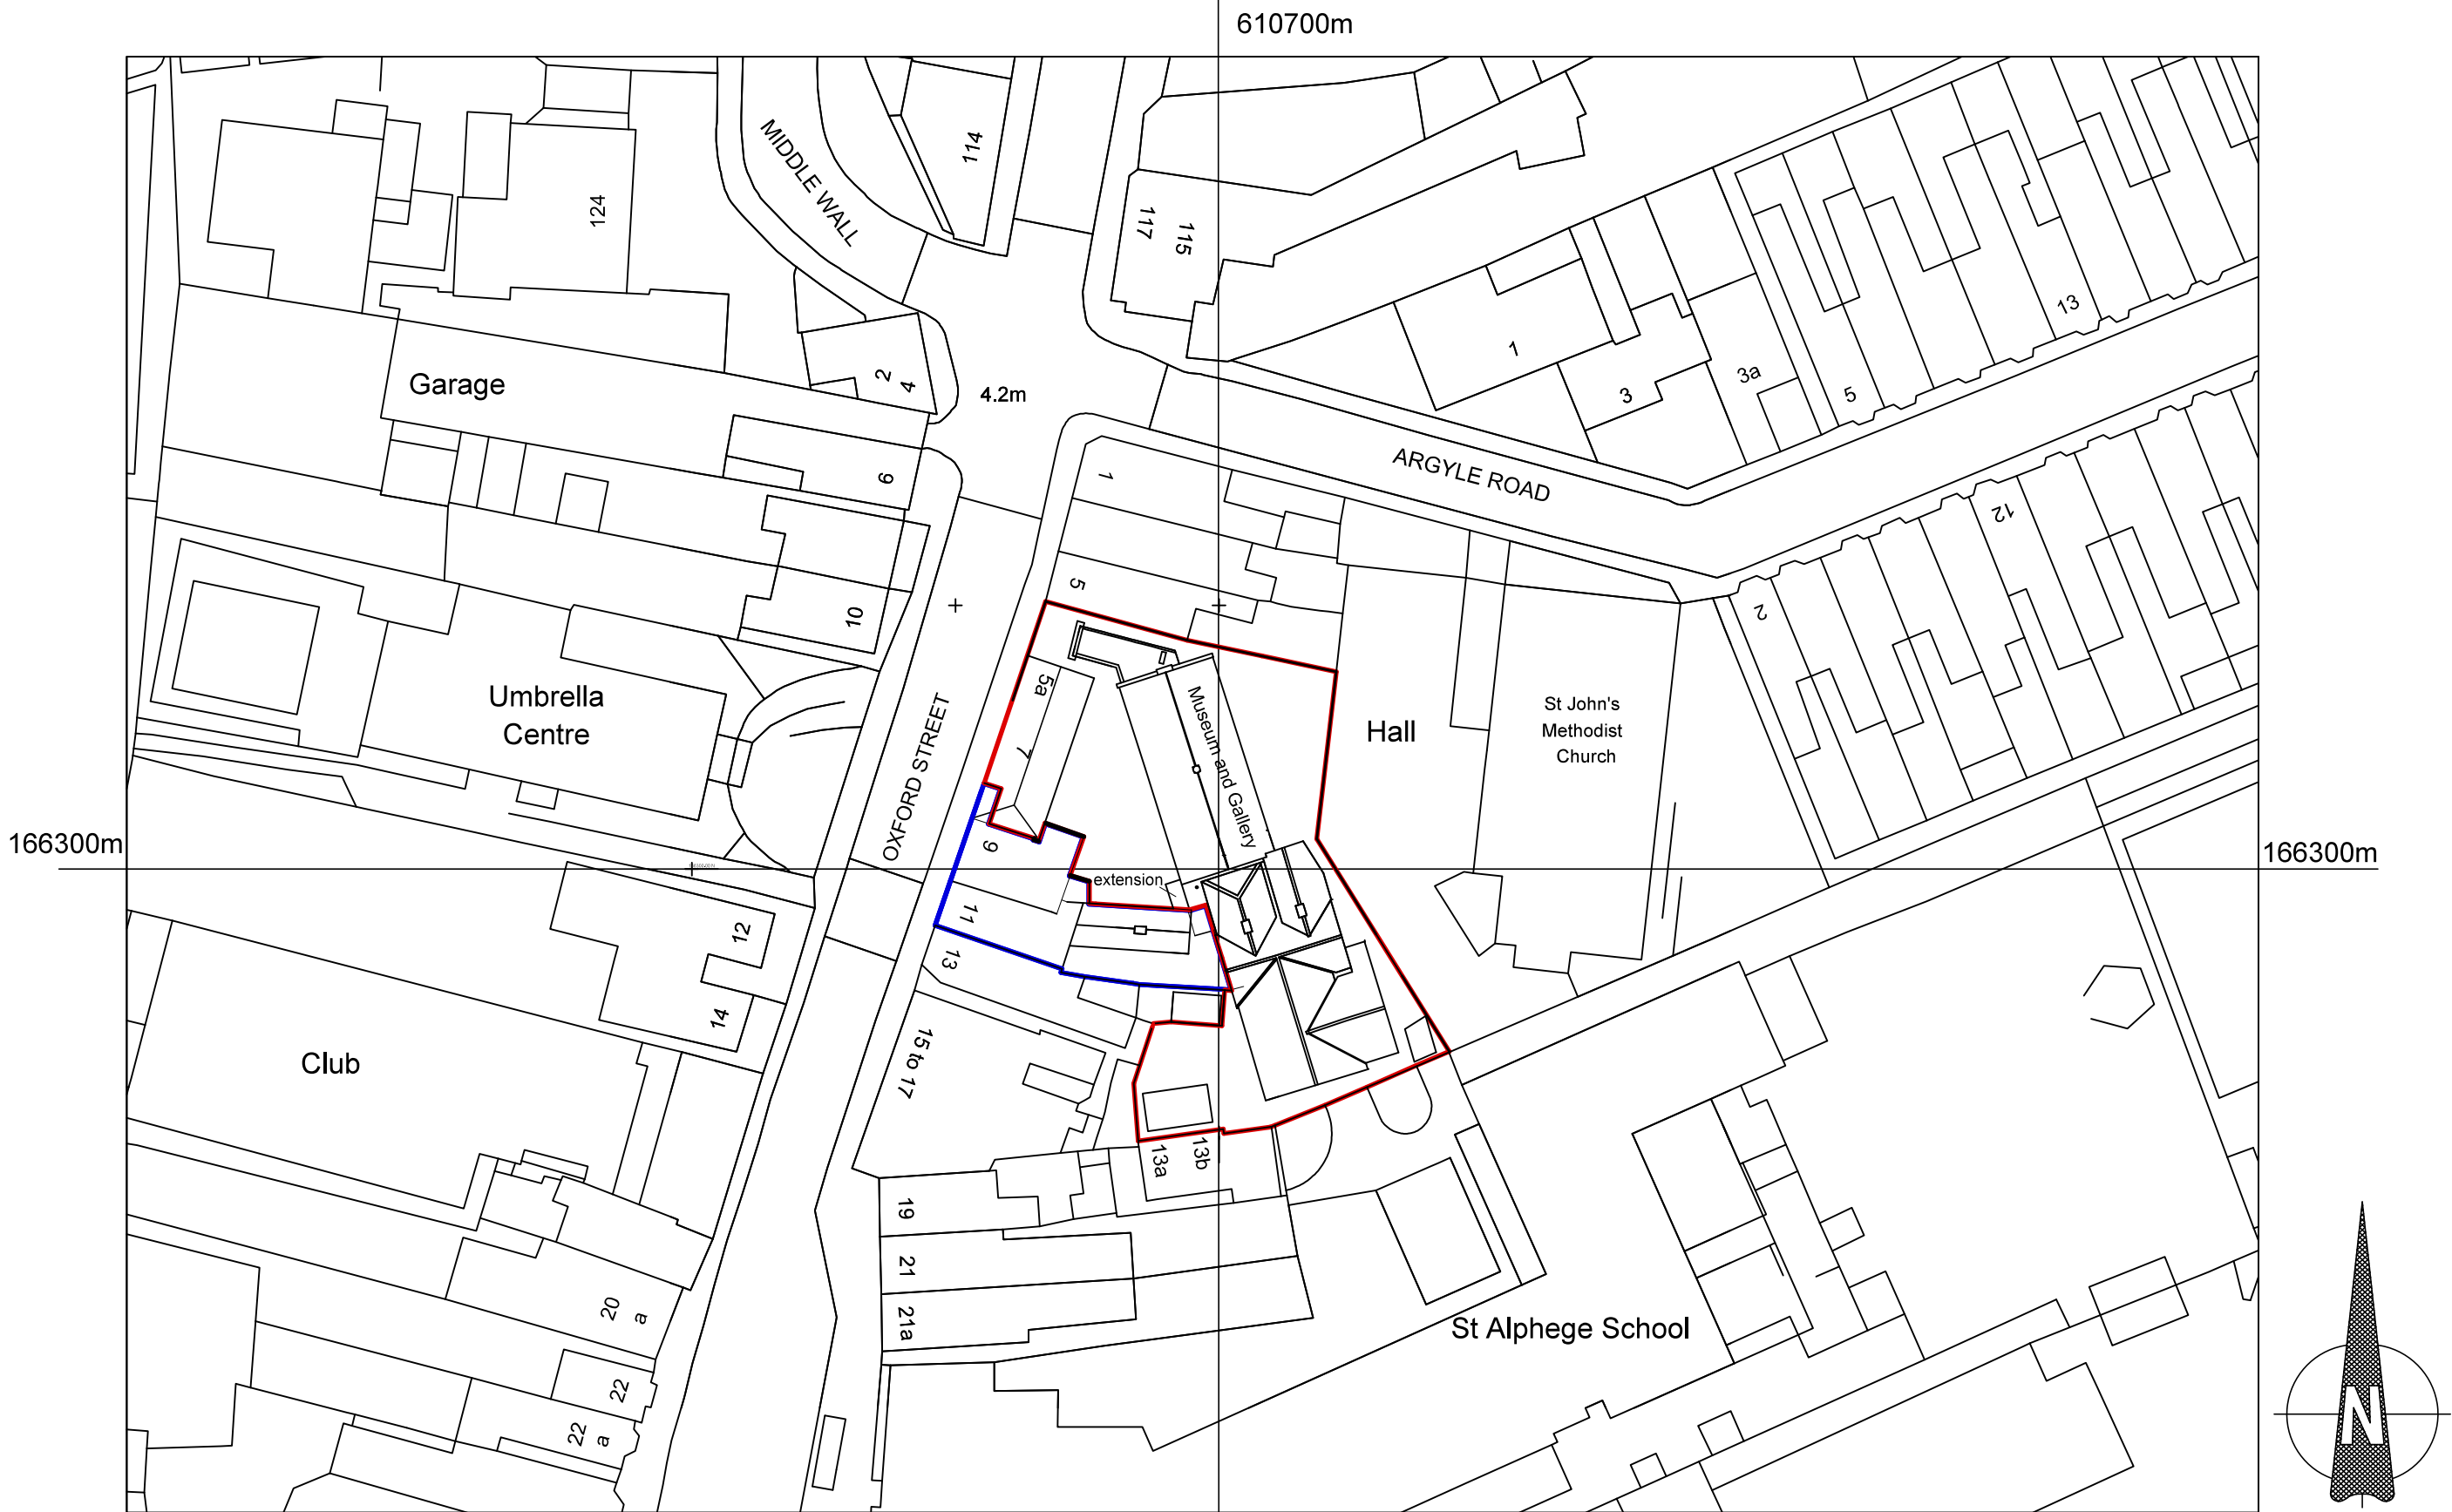 610700m
MIDDLE WALL
114
124
117
115
13
1
3
3a
5
2
4
4.2m
Garage
6
1
ARGYLE ROAD
12
5
2
10
Umbrella
Centre
5a
7
Museum and Gallery
Hall
St John's
Methodist
Church
OXFORD STREET
166300m
166300m
9
extension
11
12
13
14
15 to 17
Club
13a
13b
19
21
21a
20
a
22
22
a
St Alphege School
N